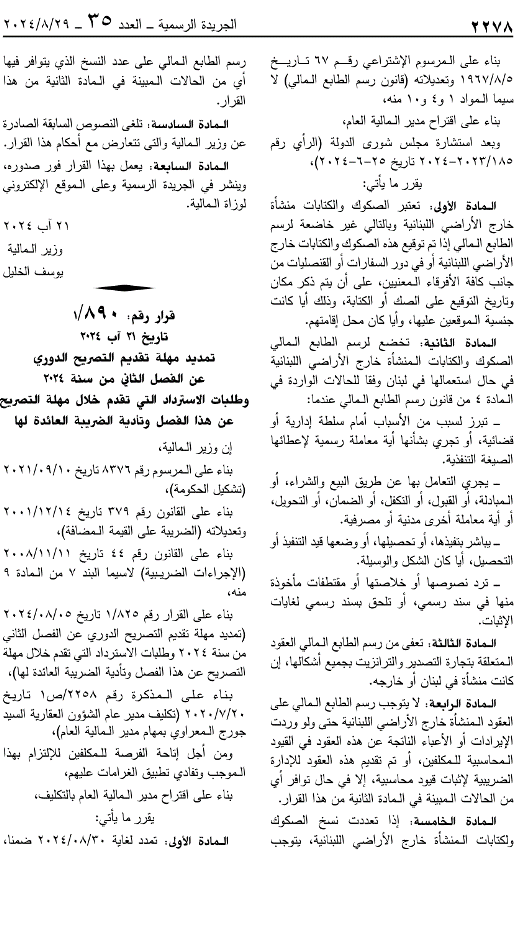 ٢٢٧٨
الجريدة الرسمية ــ العدد ٣٥ ــ ٢٠٢٤/٨/٢٩
بناء على المرسوم الإشتراعي رقم ٦٧ تاريخ
١٩٦٧/٨/٥ وتعديلاته (قانون رسم الطابع المالي) لا
سيما المواد ١ و٤ و١٠ منه،
بناء على اقتراح مدير المالية العام،
وبعد استشارة مجلس شورى الدولة (الرأي رقم
٢٠٢٤-٢٠٢٣/١٨٥ تاريخ ٢٥-٦-٢٠٢٤)،
يقرر ما يأتي:
المادة الأولى: تعتبر الصكوك والكتابات منشأة
خارج الأراضي اللبنانية وبالتالي غير خاضعة لرسم
الطابع المالي إذا تم توقيع هذه الصكوك والكتابات خارج
الأراضي اللبنانية أو في دور السفارات أو القنصليات من
جانب كافة الأفرقاء المعنيين، على أن يتم ذكر مكان
وتاريخ التوقيع على الصك أو الكتابة، وذلك أيا كانت
جنسية الموقعين عليها، وأيا كان محل إقامتهم.
المادة الثانية: تخضع لرسم الطابع المالي
الصكوك والكتابات المنشأة خارج الأراضي اللبنانية
في حال استعمالها في لبنان وفقا للحالات الواردة في
المادة ٤ من قانون رسم الطابع المالي عندما:
ــ تبرز لسبب من الأسباب أمام سلطة إدارية أو
قضائية، أو تجري بشأنها أية معاملة رسمية لإعطائها
الصيغة التنفيذية.
ــ يجري التعامل بها عن طريق البيع والشراء، أو
المبادلة، أو القبول، أو التكفل، أو الضمان، أو التحويل،
أو أية معاملة أخرى مدنية أو مصرفية.
ــ يباشر بتنفيذها، أو تحصيلها، أو وضعها قيد التنفيذ أو
التحصيل، أيا كان الشكل والوسيلة.
ــ ترد نصوصها أو خلاصتها أو مقتطفات مأخوذة
منها في سند رسمي، أو تلحق بسند رسمي لغايات
الإثبات.
المادة الثالثة: تعفى من رسم الطابع المالي العقود
المتعلقة بتجارة التصدير والترانزيت بجميع أشكالها، إن
كانت منشأة في لبنان أو خارجه.
المادة الرابعة: لا يتوجب رسم الطابع المالي على
العقود المنشأة خارج الأراضي اللبنانية حتى ولو وردت
الإيرادات أو الأعباء الناتجة عن هذه العقود في القيود
المحاسبية للمكلفين، أو تم تقديم هذه العقود للإدارة
الضريبية لإثبات قيود محاسبية، إلا في حال توافر أي
من الحالات المبينة في المادة الثانية من هذا القرار.
المادة الخامسة: إذا تعددت نسخ الصكوك
ولكتابات المنشأة خارج الأراضي اللبنانية، يتوجب
رسم الطابع المالي على عدد النسخ الذي يتوافر فيها
أي من الحالات المبينة في المادة الثانية من هذا
القرار.
المادة السادسة: تلغى النصوص السابقة الصادرة
عن وزير المالية والتي تتعارض مع أحكام هذا القرار.
المادة السابعة: يعمل بهذا القرار فور صدوره،
وينشر في الجريدة الرسمية وعلى الموقع الإلكتروني
لوزاة المالية.
٢١ آب ٢٠٢٤
وزير المالية
يوسف الخليل
قرار رقم: ١/٨٩٠
تاريخ ٢١ آب ٢٠٢٤
تمديد مهلة تقديم التصريح الدوري
عن الفصل الثاني من سنة ٢٠٢٤
وطلبات الاسترداد التي تقدم خلال مهلة التصريح
عن هذا الفصل وتأدية الضريبة العائدة لها
إن وزير المالية،
بناء على المرسوم رقم ٨٣٧٦ تاريخ ٢٠٢١/٠٩/١٠
(تشكيل الحكومة)،
بناء على القانون رقم ٣٧٩ تاريخ ٢٠٠١/١٢/١٤
وتعديلاته (الضريبة على القيمة المضافة)،
بناء على القانون رقم ٤٤ تاريخ ٢٠٠٨/١١/١١
(الإجراءات الضريبية) لاسيما البند ٧ من المادة ٩
منه،
بناء على القرار رقم ١/٨٢٥ تاريخ ٢٠٢٤/٠٨/٠٥
(تمديد مهلة تقديم التصريح الدوري عن الفصل الثاني
من سنة ٢٠٢٤ وطلبات الاسترداد التي تقدم خلال مهلة
التصريح عن هذا الفصل وتأدية الضريبة العائدة لها)،
بناء على المذكرة رقم ٢٢٥٨/ص١ تاريخ
٢٠٢٠/٧/٢٠ (تكليف مدير عام الشؤون العقارية السيد
جورج المعراوي بمهام مدير المالية العام)،
ومن أجل إتاحة الفرصة للمكلفين للإلتزام بهذا
الموجب وتفادي تطبيق الغرامات عليهم،
بناء على اقتراح مدير المالية العام بالتكليف،
يقرر ما يأتي:
المادة الأولى: تمدد لغاية ٢٠٢٤/٠٨/٣٠ ضمنا،